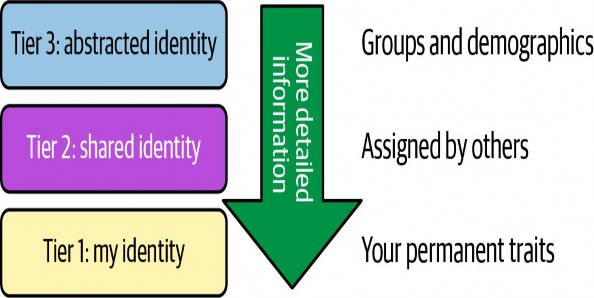 Tier 3: abstracted identity
Groups and demographics
More detailed
information
Tier 2: shared identity
Assigned by others
Tier 1: my identity
Your permanent traits